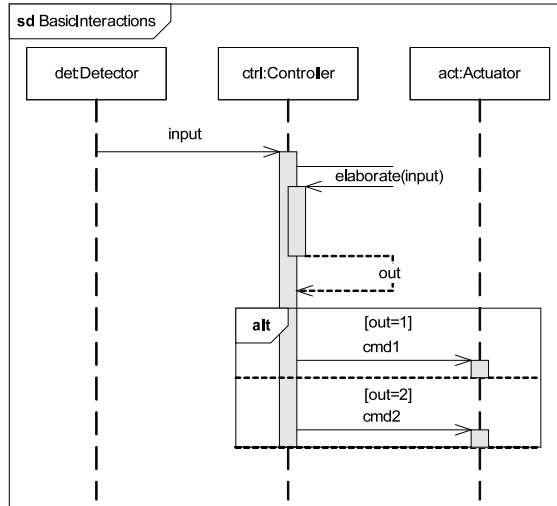 sd BasicInteractions
det:Detector
ctrl:Controller
act:Actuator
input
elaborate(input)
out
alt
[out=1]
cmd1
[out=2]
cmd2